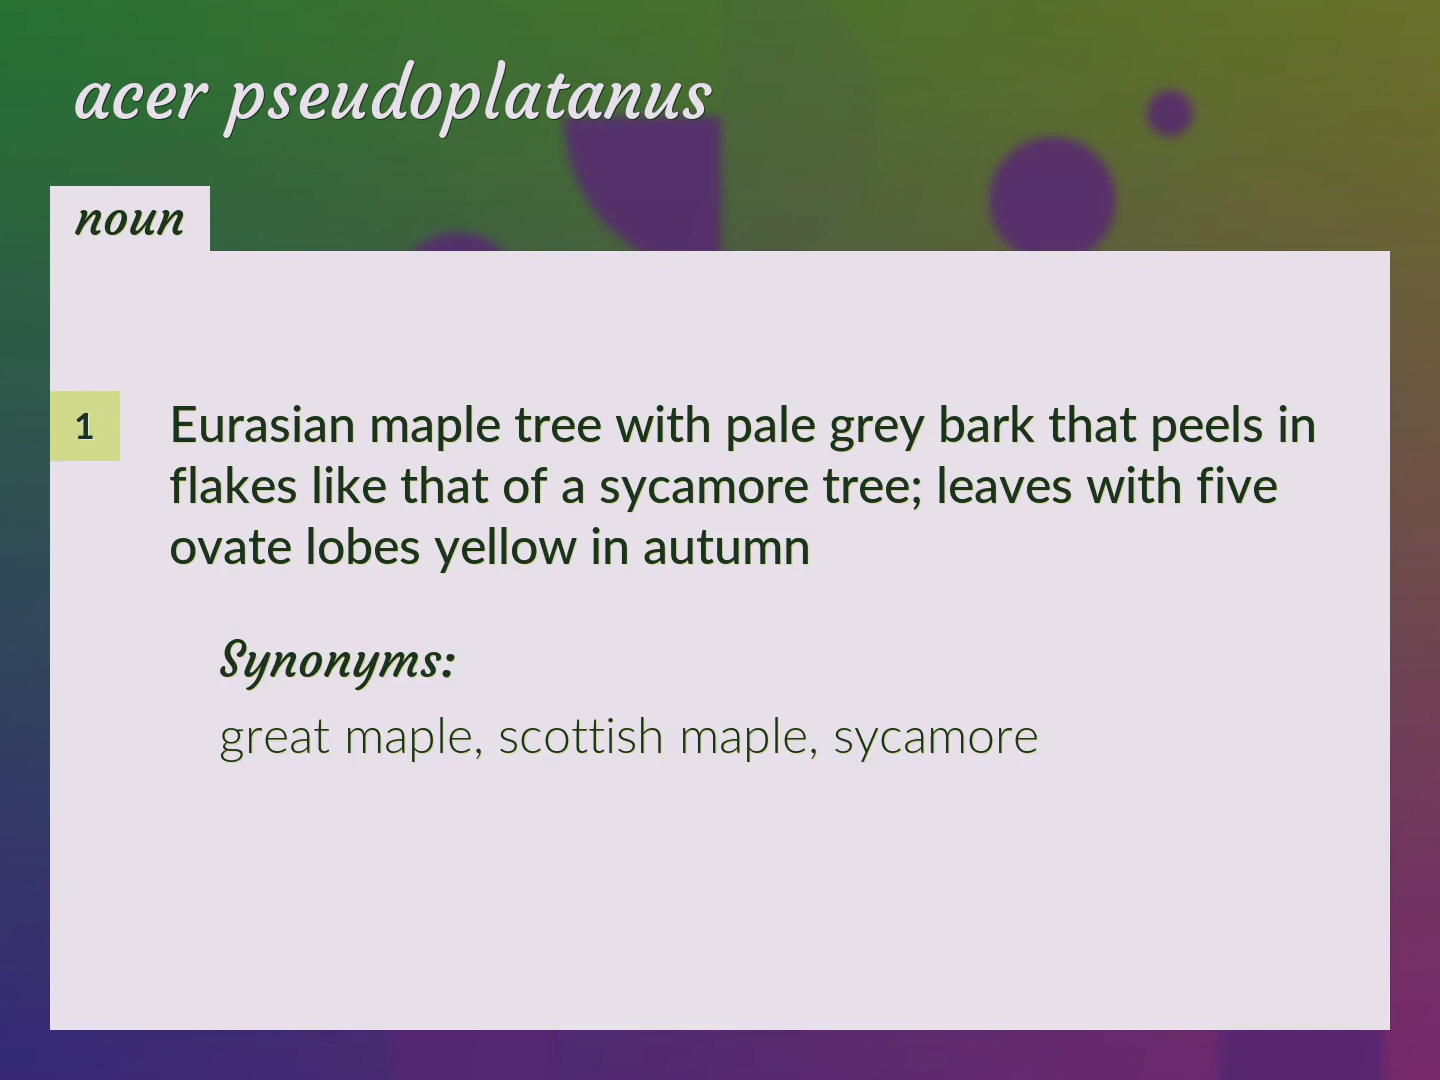 acer pseudoplatanus
noun
1
Eurasian maple tree with pale grey bark that peels in
flakes like that of a sycamore tree; leaves with five
ovate lobes yellow in autumn
Synonyms:
great maple, scottish maple, sycamore